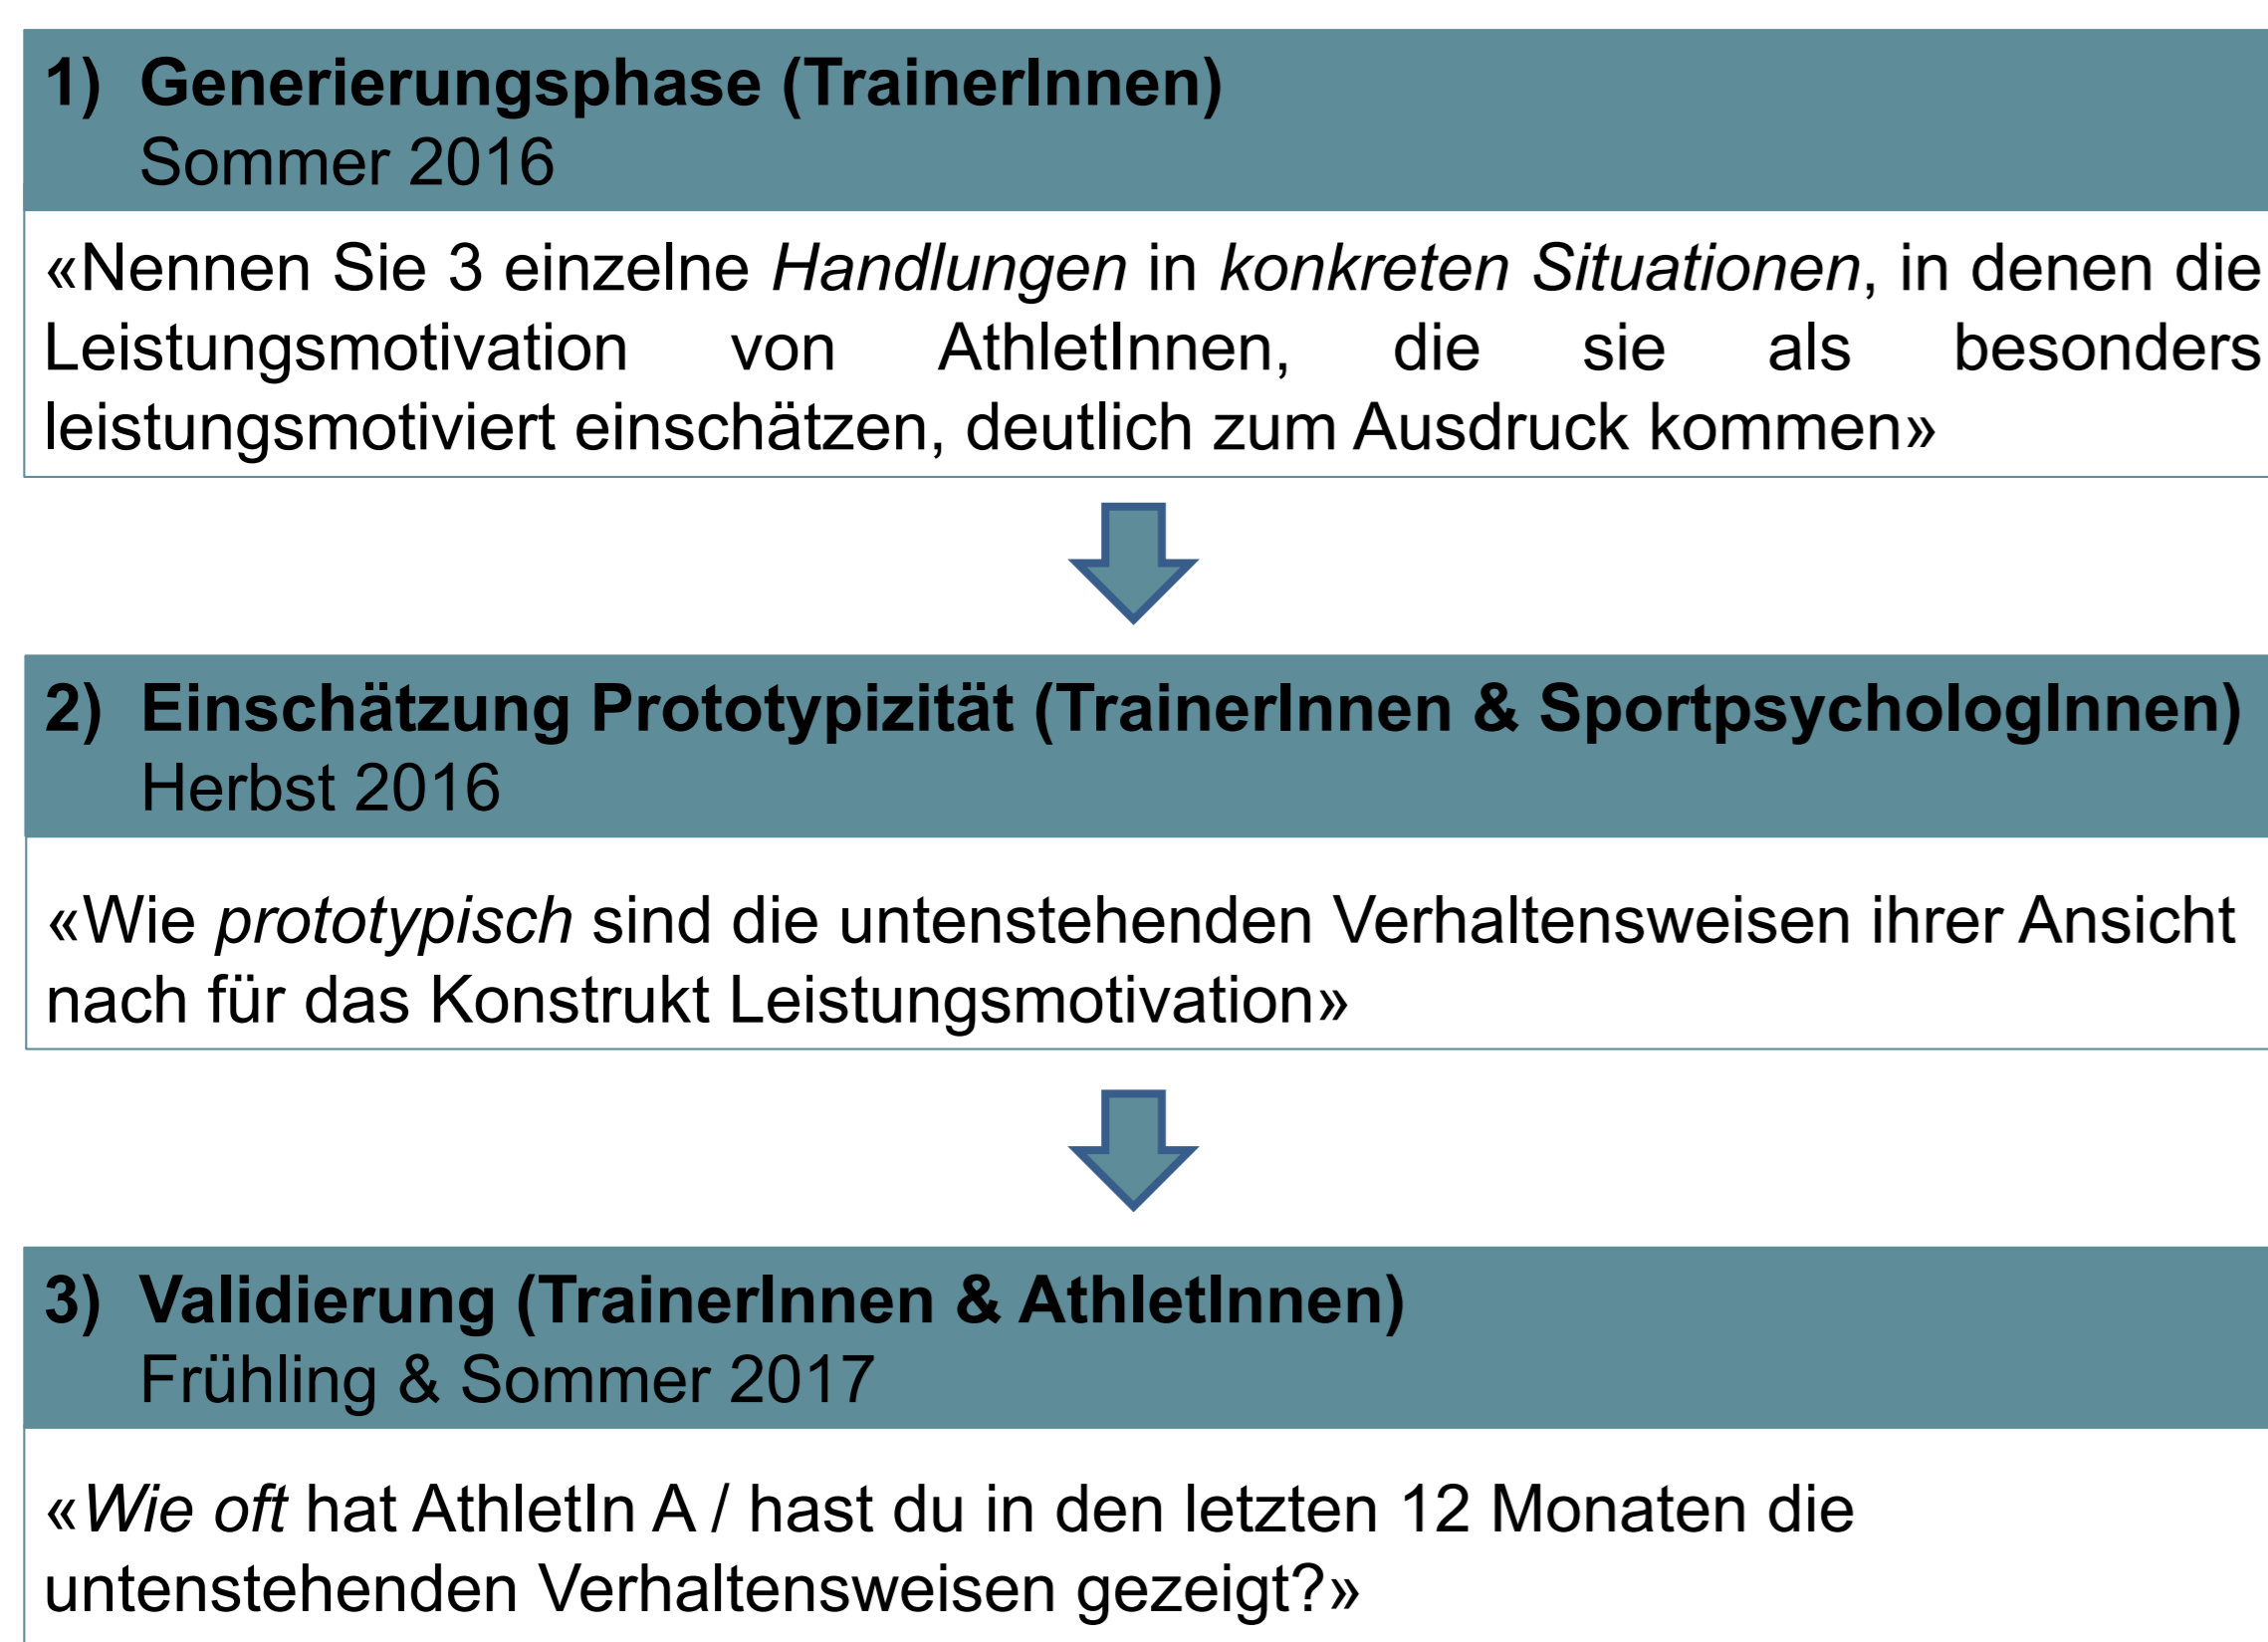 1) Generierungsphase (TrainerInnen)
Sommer 2016
«Nennen Sie 3 einzelne Handlungen in konkreten Situationen, in denen die
Leistungsmotivation von AthletInnen, die sie als besonders
leistungsmotiviert einschätzen, deutlich zum Ausdruck kommen»
2) Einschätzung Prototypizität (TrainerInnen & SportpsychologInnen)
Herbst 2016
«Wie prototypisch sind die untenstehenden Verhaltensweisen ihrer Ansicht
nach für das Konstrukt Leistungsmotivation»
3) Validierung (TrainerInnen & AthletInnen)
Frühling & Sommer 2017
«Wie oft hat AthletIn A / hast du in den letzten 12 Monaten die
untenstehenden Verhaltensweisen gezeigt?»